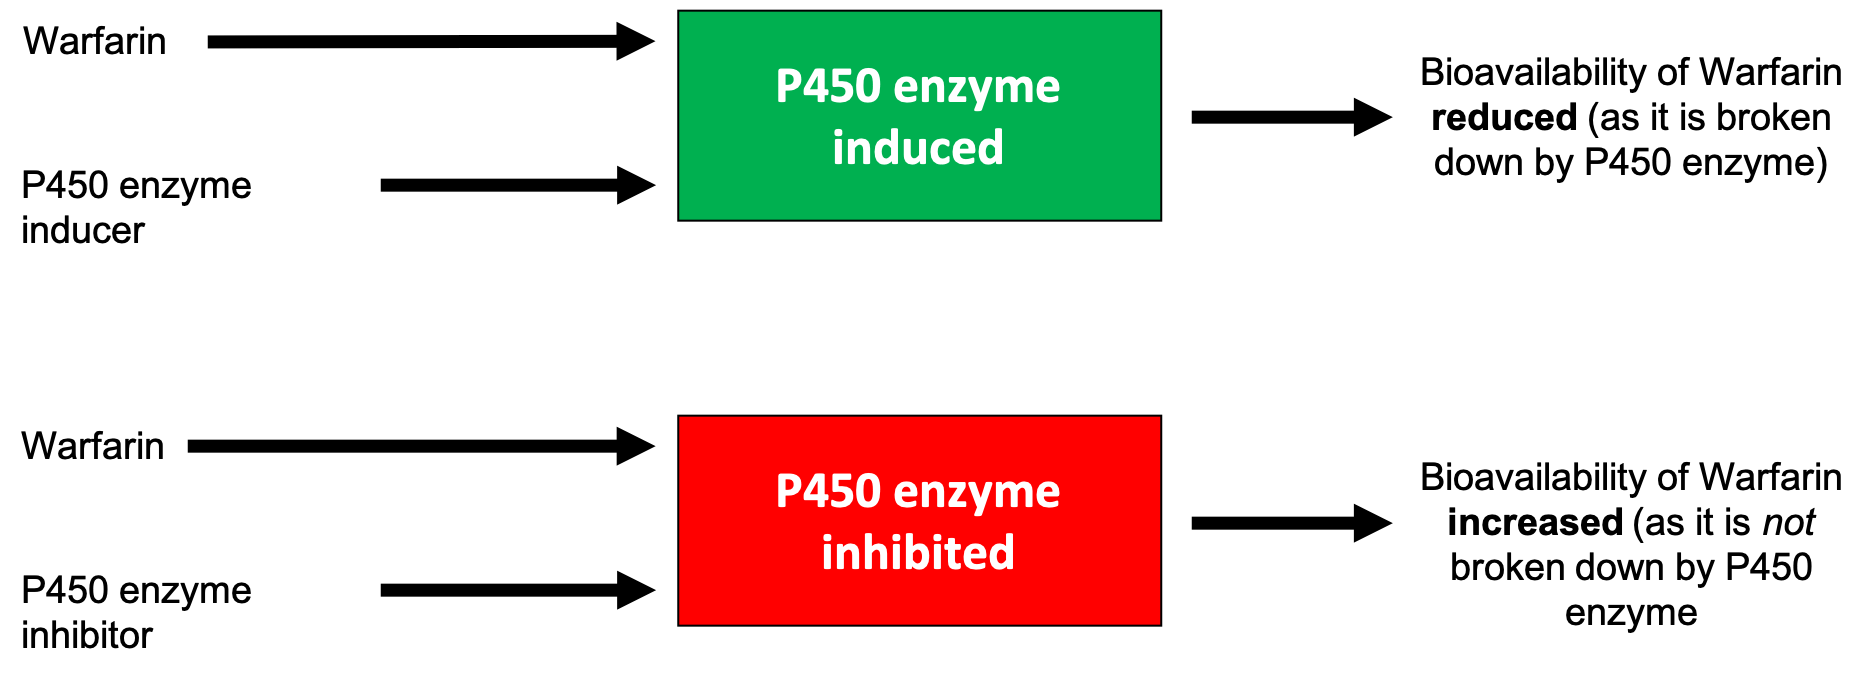 Warfarin
P450 enzyme
inducer
P450 enzyme
induced
Bioavailability of Warfarin
reduced (as it is broken
down by P450 enzyme)
Warfarin
P450 enzyme
inhibitor
P450 enzyme
inhibited
Bioavailability of Warfarin
increased (as it is not
broken down by P450
enzyme